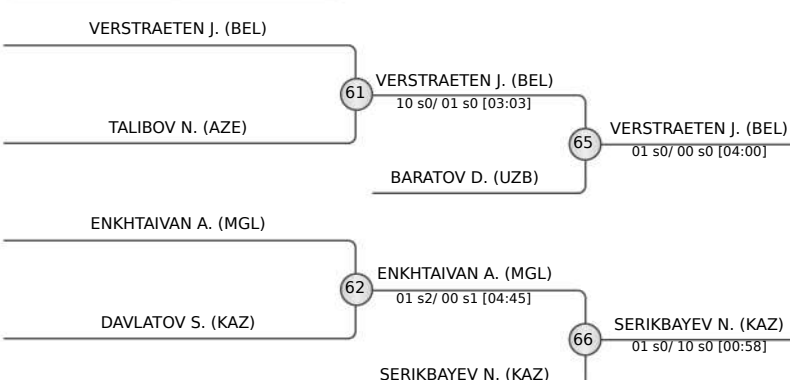 VERSTRAETEN J. (BEL)
61
VERSTRAETEN J. (BEL)
10 s0/ 01 s0 [03:03]
TALIBOV N. (AZE)
65
VERSTRAETEN J. (BEL)
01 s0/ 00 s0 [04:00]
BARATOV D. (UZB)
ENKHTAIVAN A. (MGL)
62
ENKHTAIVAN A. (MGL)
01 s2/ 00 s1 [04:45]
DAVLATOV S. (KAZ)
66
SERIKBAYEV N. (KAZ)
01 s0/ 10 s0 [00:58]
SERIKBAYEV N. (KAZ)